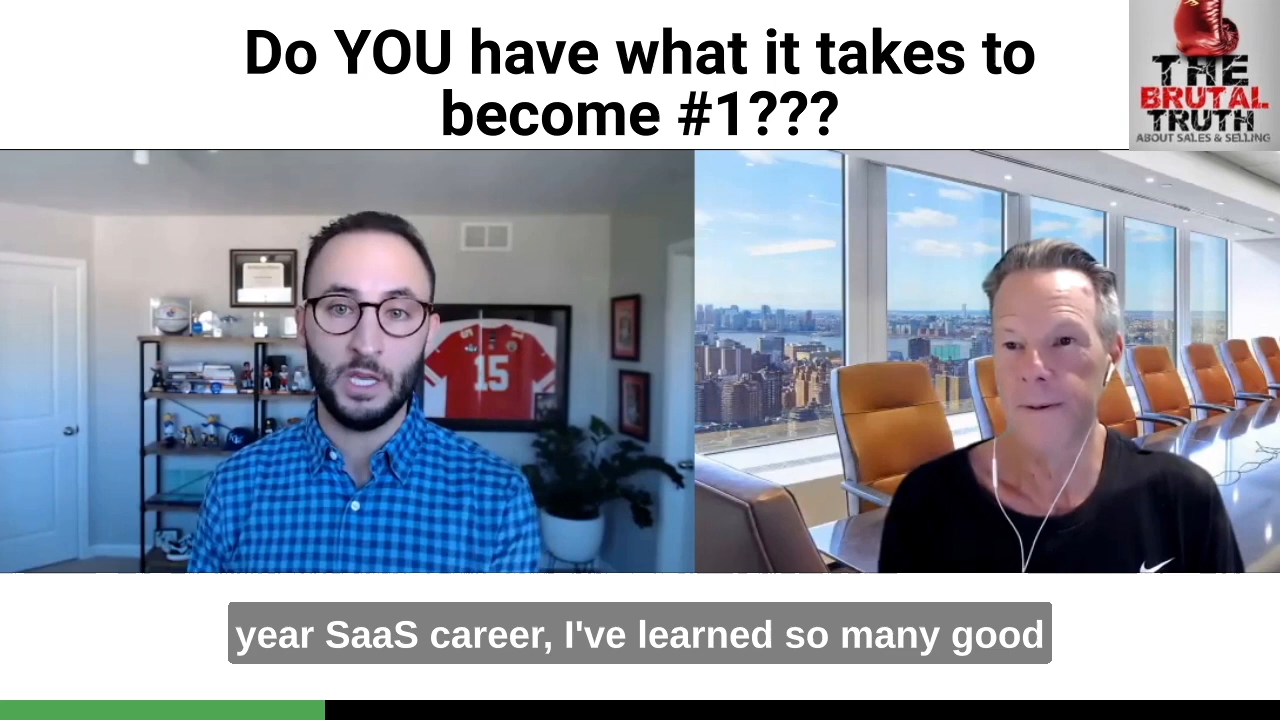 Do YOU have what it takes to
become #1???
THE
BRUTAL
TRUTH
ABOUT SALES & SELLING
15
year SaaS career, I've learned so many good